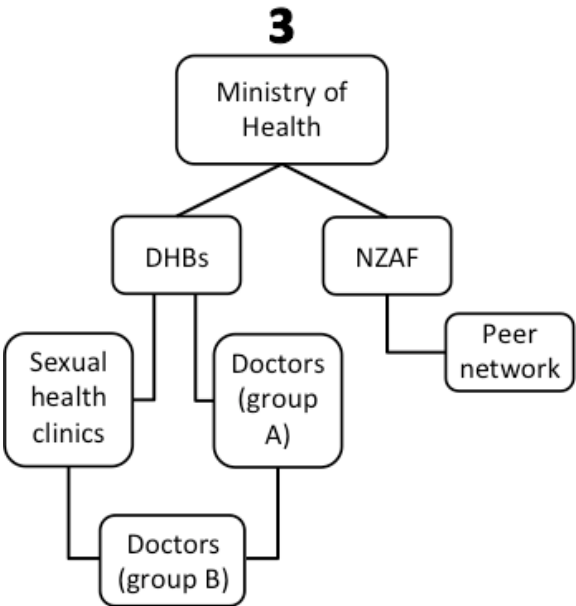 3
Ministry of
Health
DHBs
NZAF
Sexual
health
clinics
Doctors
(group
A)
Peer
network
Doctors
(group B)